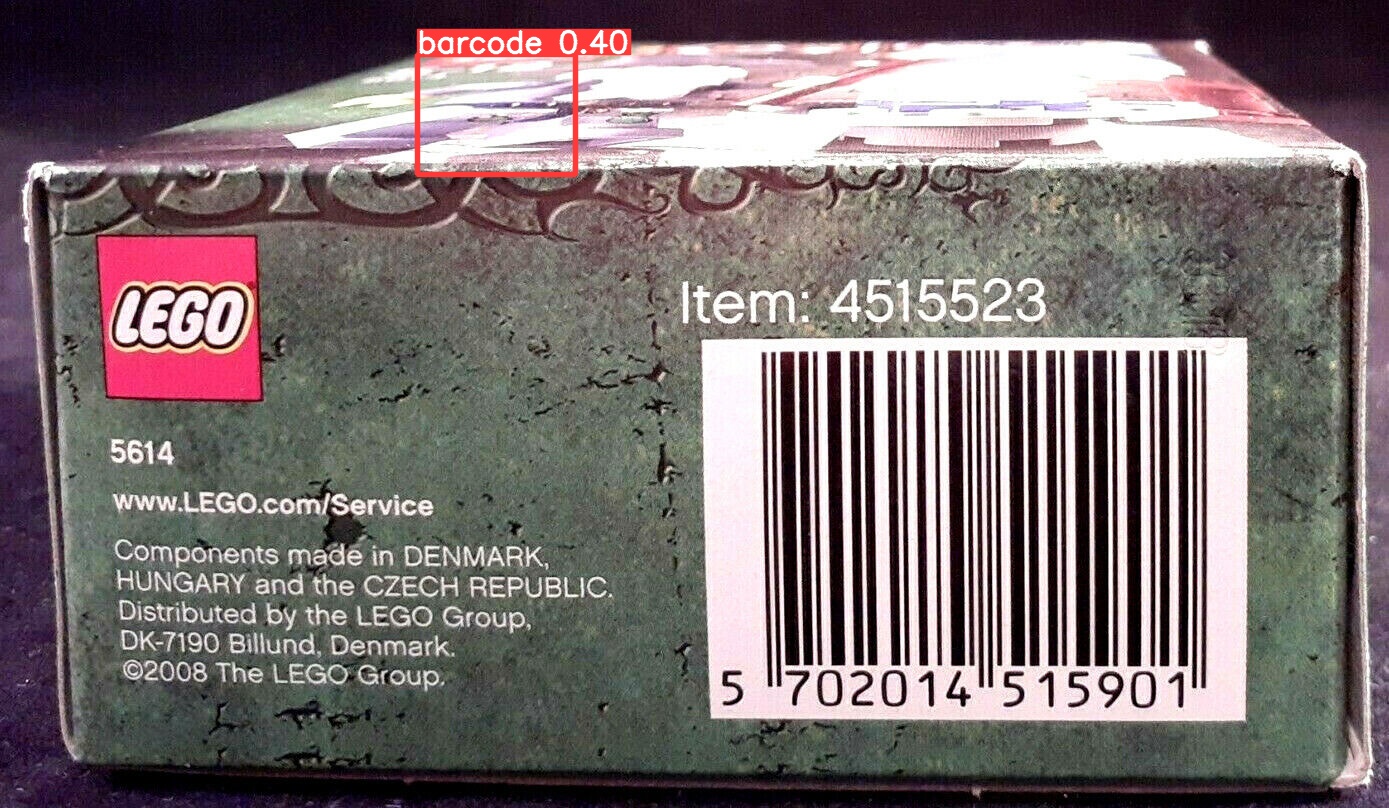 barcode 0.40
LEGO
Item: 4515523
5614
www.LEGO.com/Service
Components made in DENMARK,
HUNGARY and the CZECH REPUBLIC.
Distributed by the LEGO Group,
DK-7190 Billund, Denmark.
©2008 The LEGO Group.
5 702014 515901